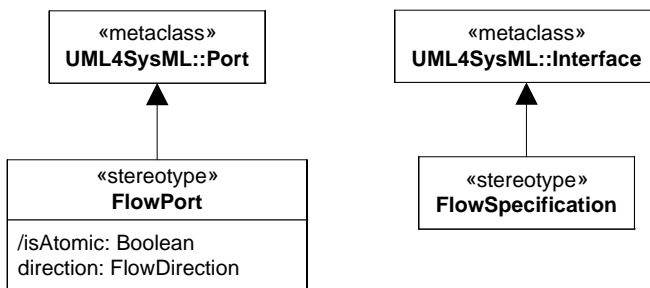 «metaclass»
UML4SysML::Port
«metaclass»
UML4SysML::Interface
«stereotype»
FlowPort
/isAtomic: Boolean
direction: FlowDirection
«stereotype»
FlowSpecification